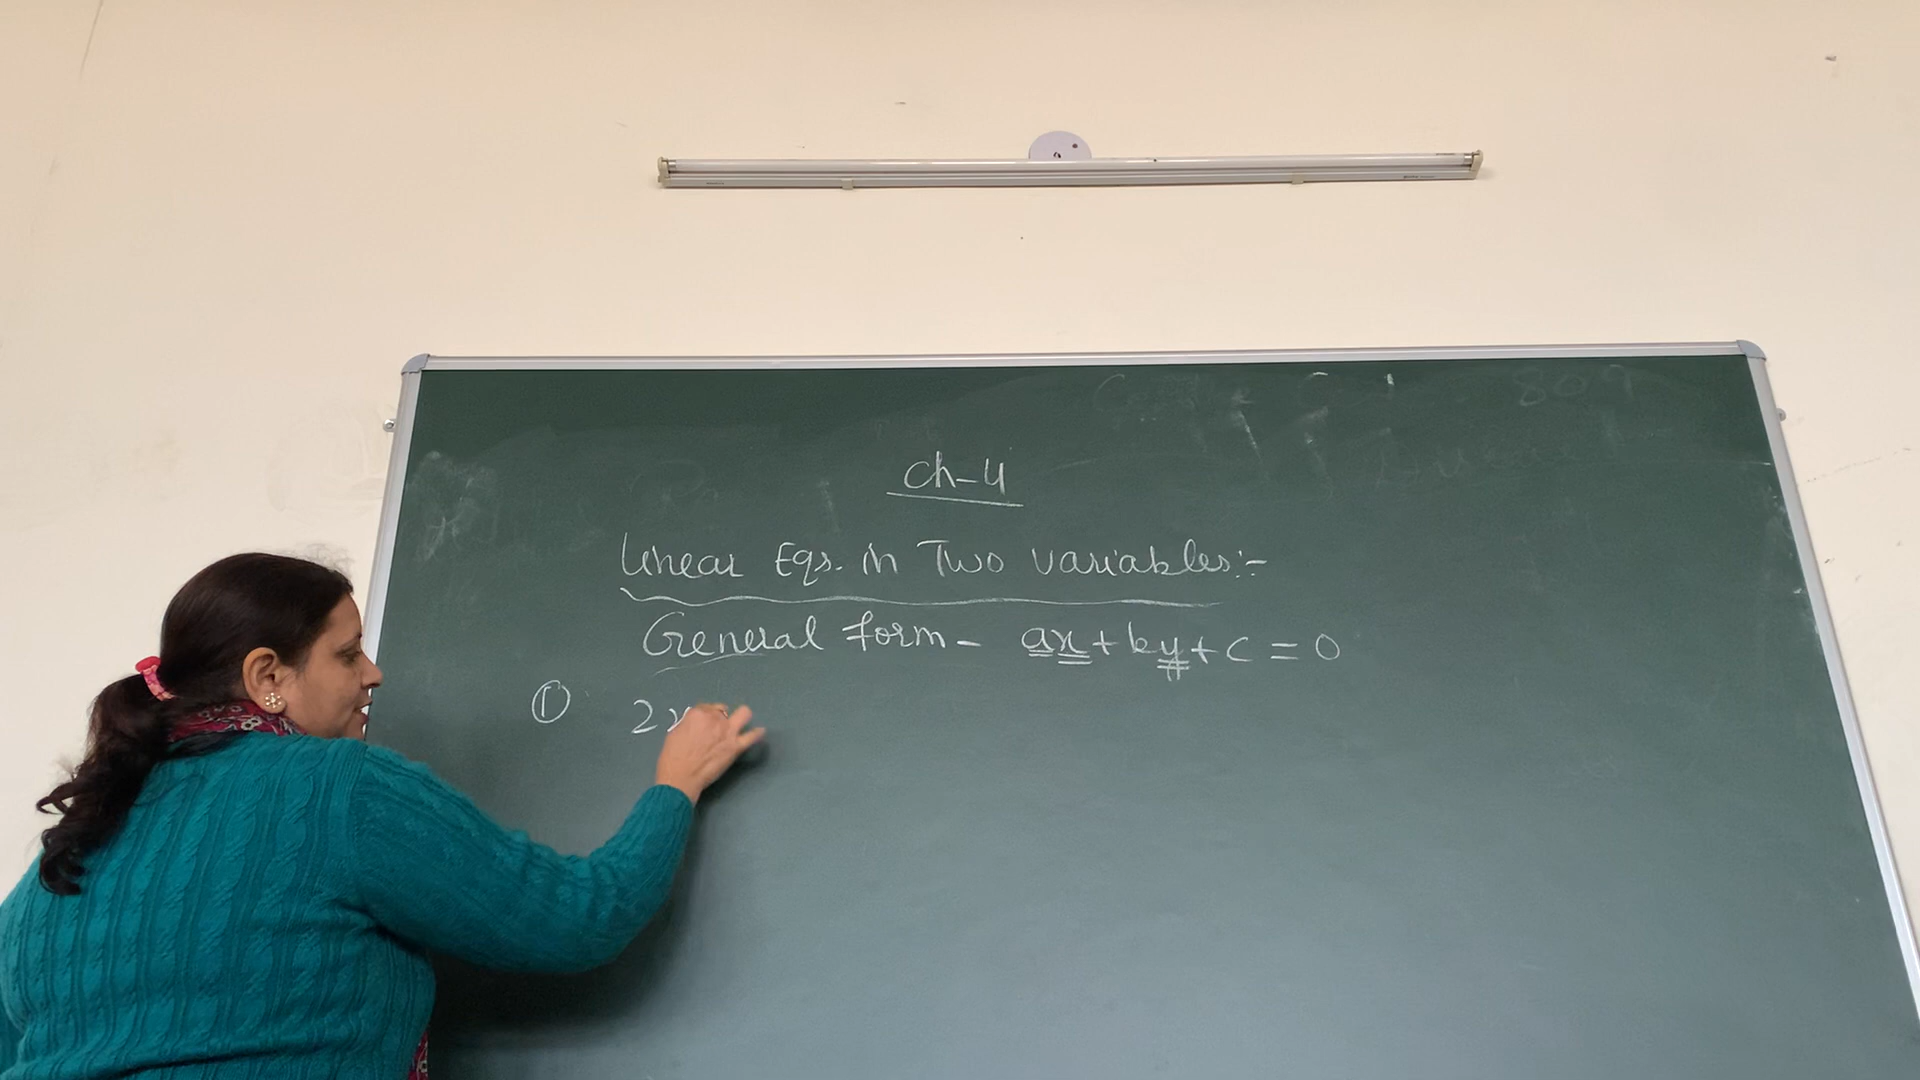 Ch-4
Linear Eqs. in Two Variables:-
General form - ax + by + c = 0
① 2x